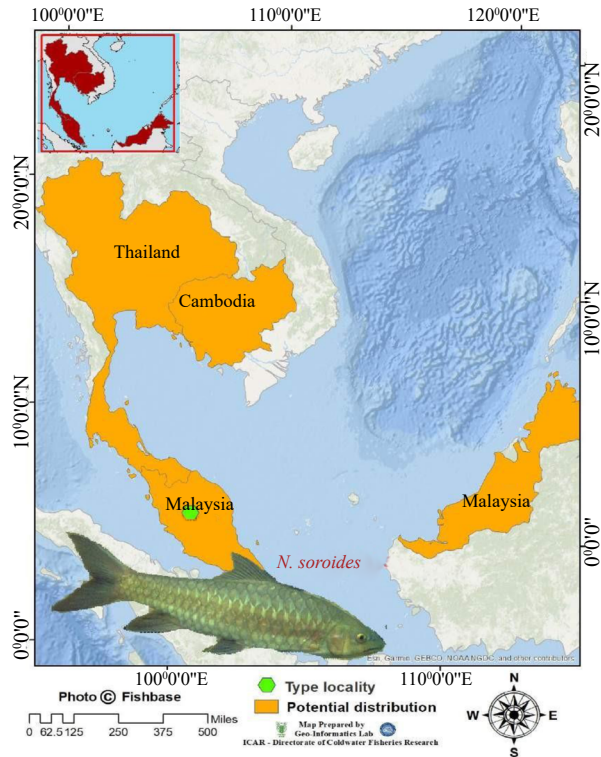 100°0'0"E 110°0'0"E 120°0'0"E
20°0'0"N
20°0'0"N
Thailand
Cambodia
10°0'0"N
10°0'0"N
Malaysia
Malaysia
N. soroides
0°0'0"N
0°0'0"
Esri, Garmin, GEBCO, NOAA NGDC, and other contributors
100°0'0"E 110°0'0"E
Photo © Fishbase
0 62.5 125 250 375 500 Miles
Type locality
Potential distribution
Map Prepared by
Geo-Informatics Lab
ICAR - Directorate of Coldwater Fisheries Research
N
W E
S